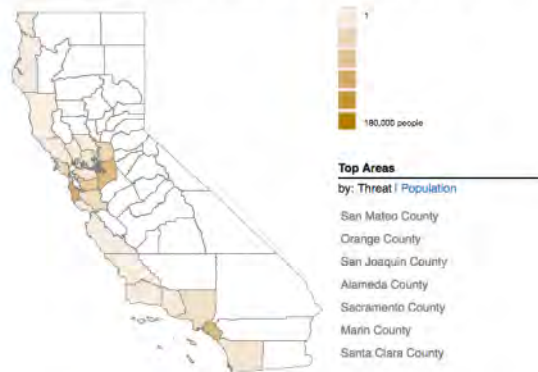 1
180,000 people
Top Areas
by: Threat | Population
San Mateo County
Orange County
San Joaquin County
Alameda County
Sacramento County
Marin County
Santa Clara County